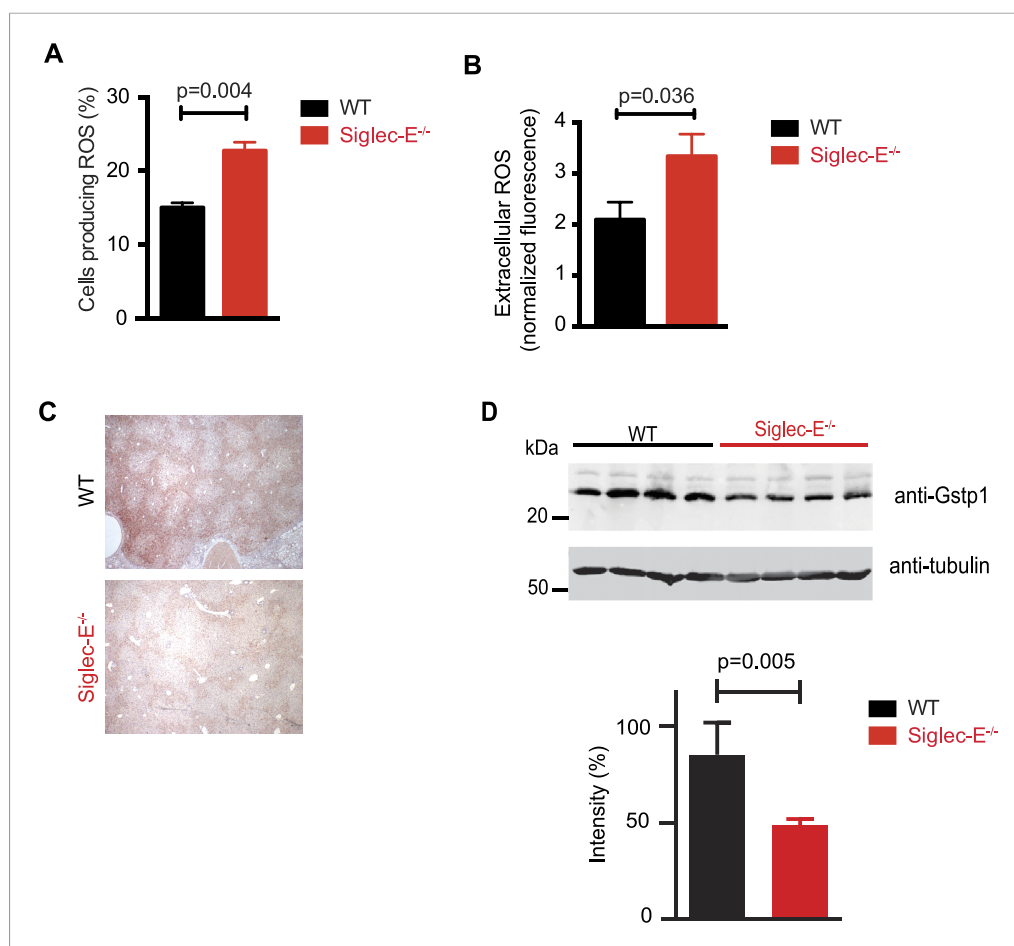 A
p=0.004
30
20
10
0
Cells producing ROS (%)
WT
Siglec-E-/-
B
p=0.036
4
3
2
1
0
Extracellular ROS
(normalized fluorescence)
WT
Siglec-E-/-
C
WT
Siglec-E-/-
D
WT
Siglec-E-/-
kDa
20
anti-Gstp1
50
anti-tubulin
p=0.005
100
50
0
Intensity (%)
WT
Siglec-E-/-